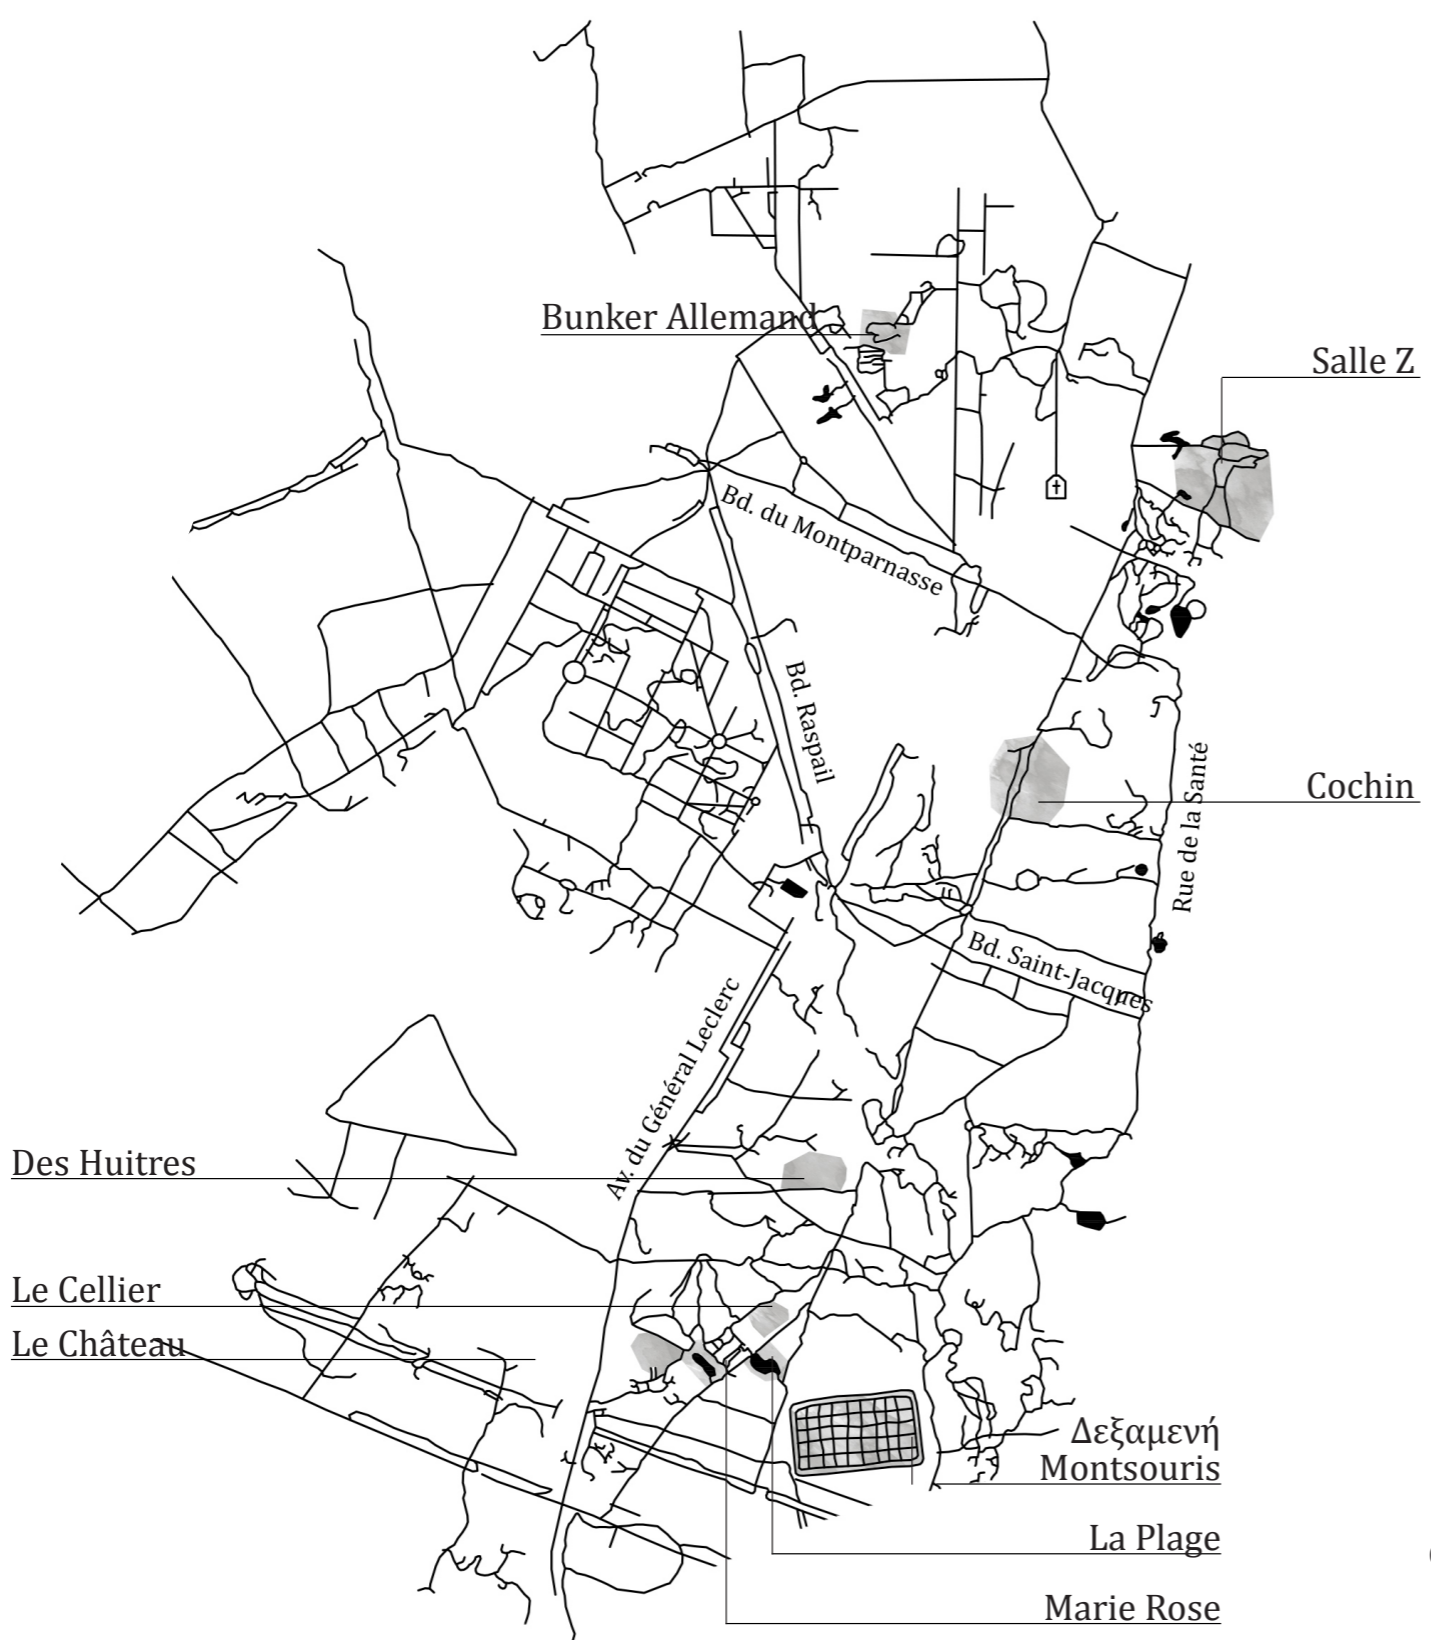 Bunker Allemand
Salle Z
Bd. du Montparnasse
Bd. Raspail
Rue de la Santé
Cochin
Bd. Saint-Jacques
Av. du Général Leclerc
Des Huitres
Le Cellier
Le Château
Δεξαμενή
Montsouris
La Plage
Marie Rose